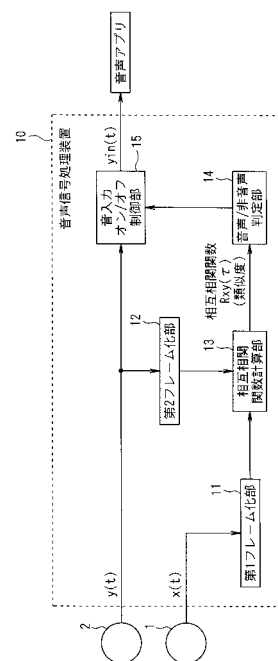 10
音声信号処理装置
2
y(t)
1
x(t)
11
第1フレーム化部
12
第2フレーム化部
13
相互相関
関数計算部
相互相関関数
Rxy(τ)
(類似度)
14
音声/非音声
判定部
15
音入力
オン/オフ
制御部
yin(t)
音声アプリ